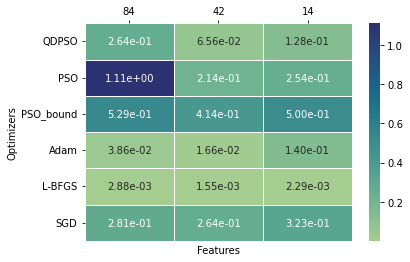 84 42 14
QDPSO 2.64e-01 6.56e-02 1.28e-01
PSO 1.11e+00 2.14e-01 2.54e-01
PSO_bound 5.29e-01 4.14e-01 5.00e-01
Adam 3.86e-02 1.66e-02 1.40e-01
L-BFGS 2.88e-03 1.55e-03 2.29e-03
SGD 2.81e-01 2.64e-01 3.23e-01
Optimizers
Features
1.0
0.8
0.6
0.4
0.2